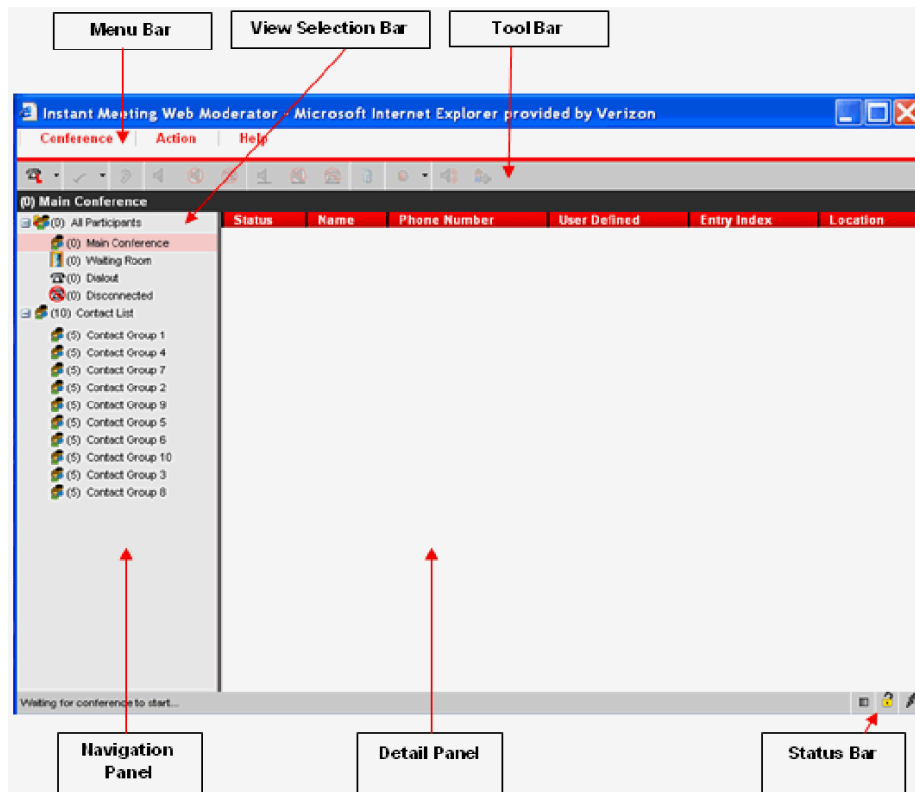 Menu Bar
View Selection Bar
Tool Bar
Instant Meeting Web Moderator - Microsoft Internet Explorer provided by Verizon
Conference
Action
Help
(0) Main Conference
(0) All Participants
Status
Name
Phone Number
User Defined
Entry Index
Location
(0) Main Conference
(0) Waiting Room
(0) Dialout
(0) Disconnected
(10) Contact List
(5) Contact Group 1
(5) Contact Group 4
(5) Contact Group 7
(5) Contact Group 2
(5) Contact Group 9
(5) Contact Group 5
(5) Contact Group 6
(5) Contact Group 10
(5) Contact Group 3
(5) Contact Group 8
Waiting for conference to start...
Navigation
Panel
Detail Panel
Status Bar